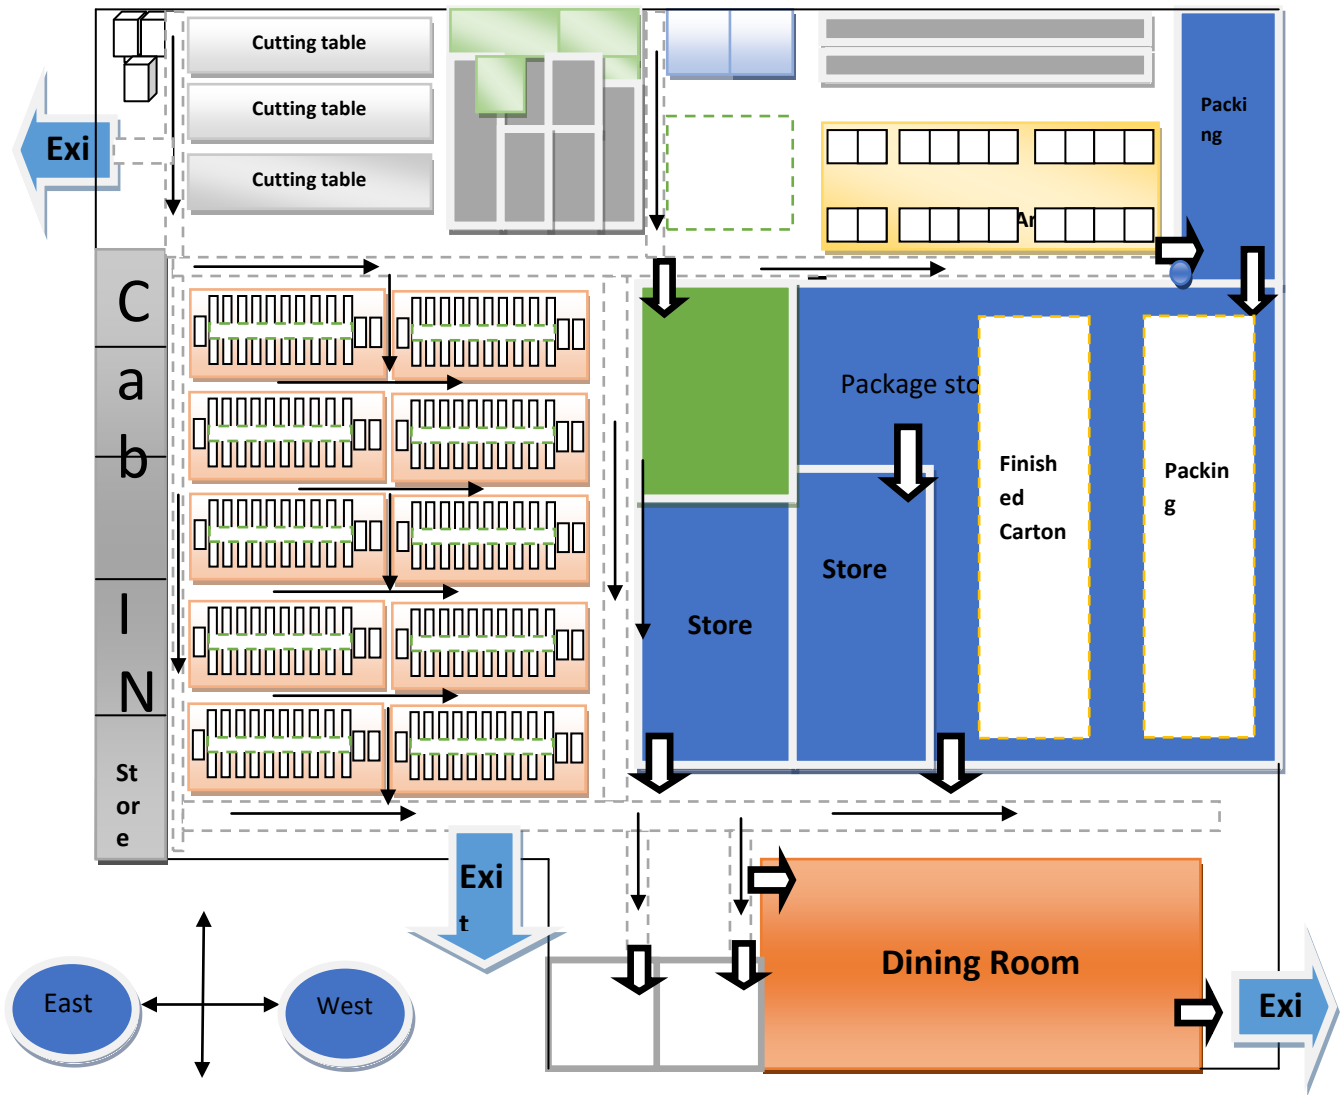 Cutting table
Cutting table
Cutting table
Packi
ng
Exi
Ar
C
a
b
I
N
St
or
e
Package sto
Finish
ed
Carton
Packin
g
Store
Store
Exi
t
Dining Room
East
West
Exi